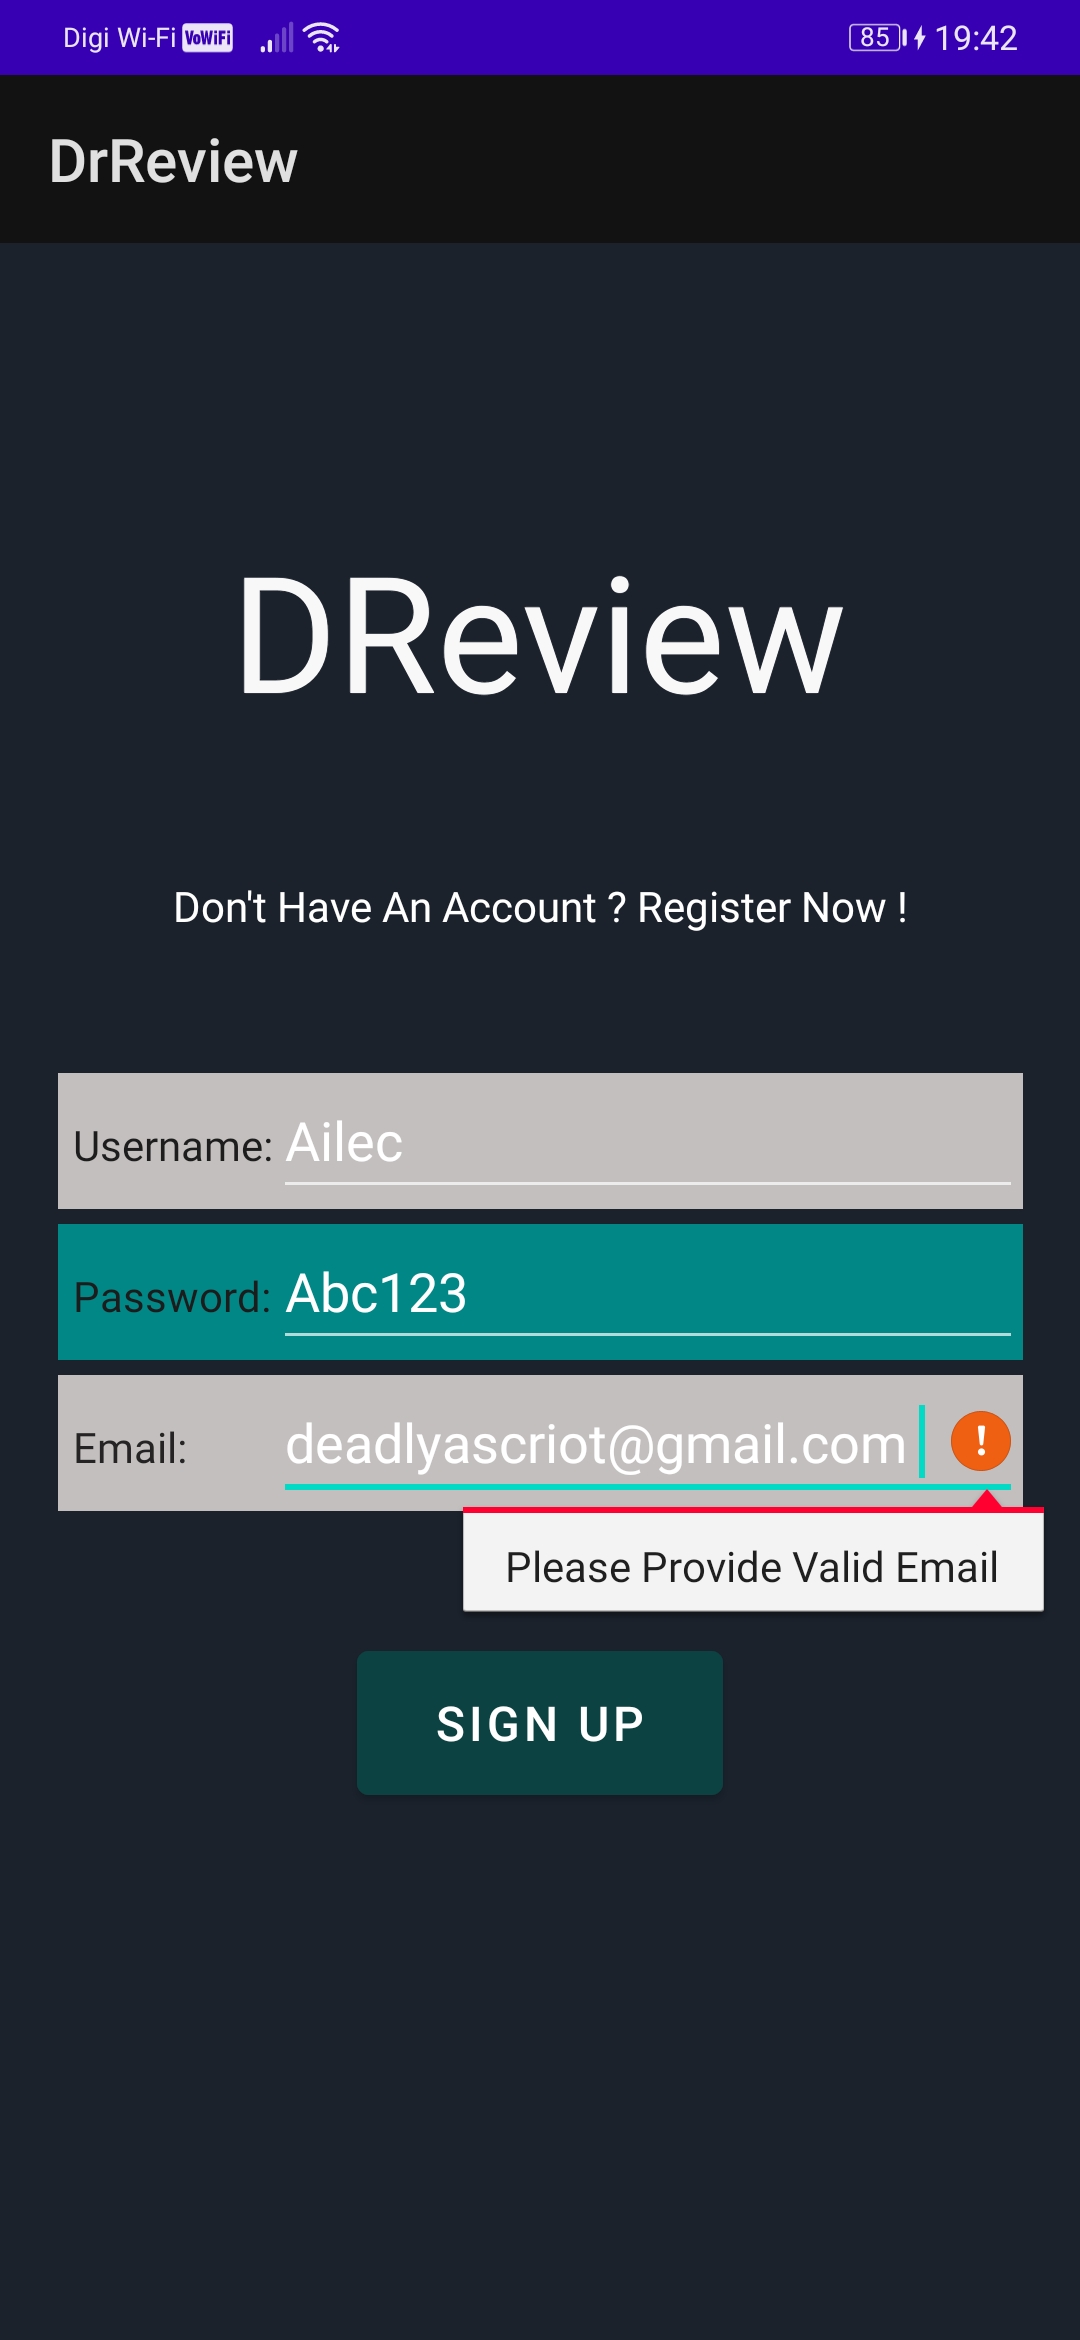 Digi Wi-Fi VoWiFi 85 19:42
DrReview
DReview
Don't Have An Account ? Register Now !
Username: Ailec
Password: Abc123
Email: deadlyascriot@gmail.com
Please Provide Valid Email
SIGN UP